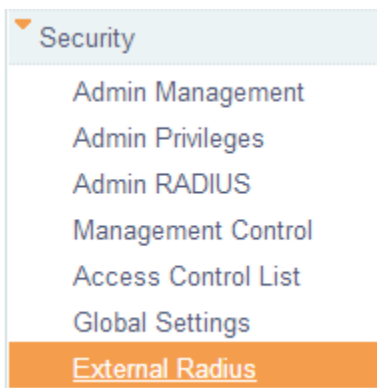 Security
Admin Management
Admin Privileges
Admin RADIUS
Management Control
Access Control List
Global Settings
External Radius